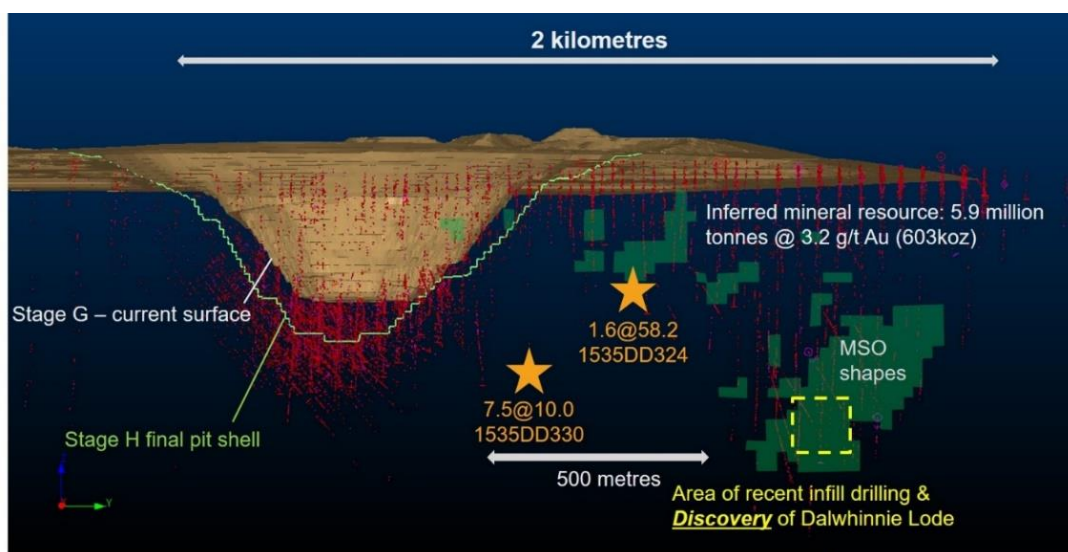 2 kilometres
Inferred mineral resource: 5.9 million
tonnes @ 3.2 g/t Au (603koz)
Stage G – current surface
1.6@58.2
1535DD324
MSO
shapes
7.5@10.0
1535DD330
Stage H final pit shell
500 metres
Area of recent infill drilling &
Discovery of Dalwhinnie Lode
Y